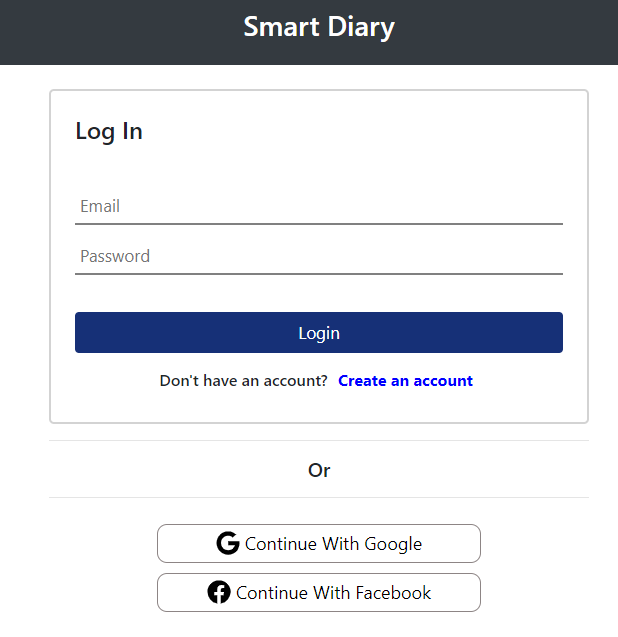 Smart Diary
Log In
Email
Password
Login
Don't have an account? Create an account
Or
Continue With Google
Continue With Facebook